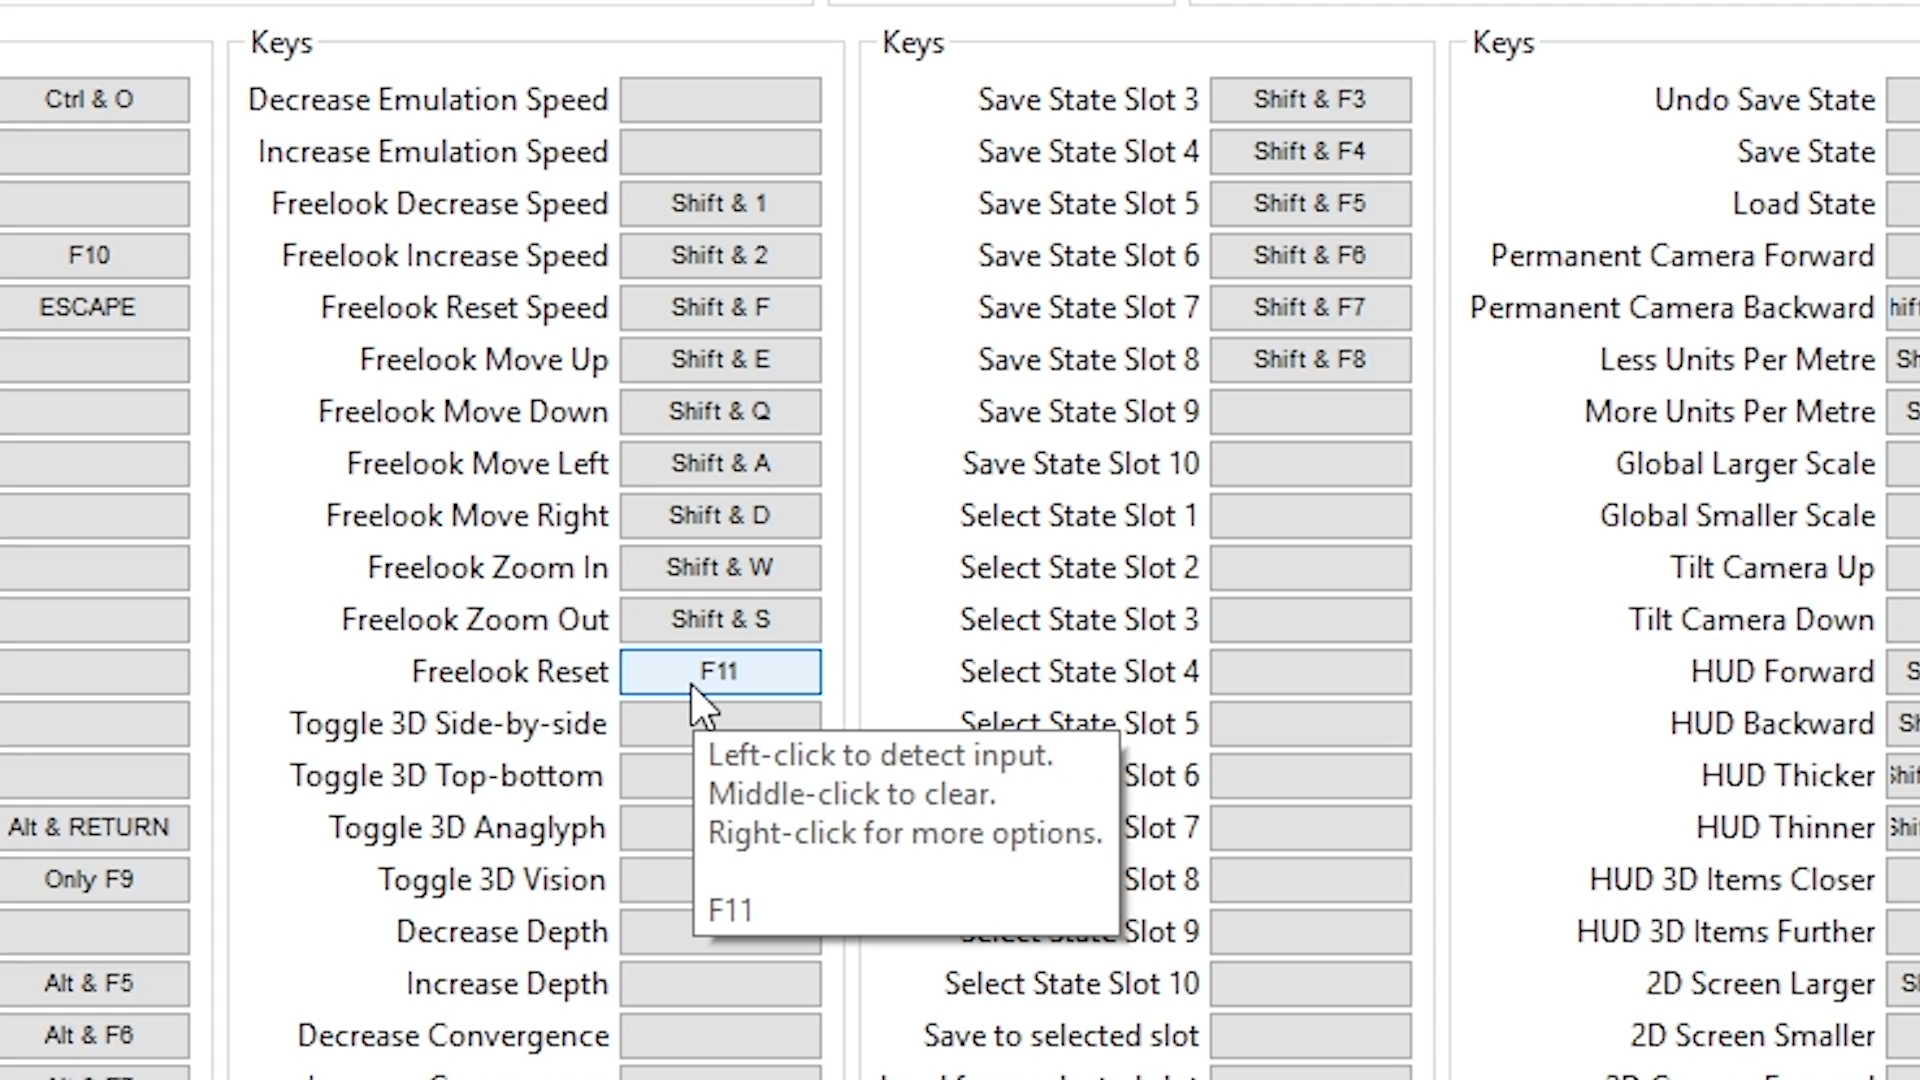 Keys
Keys
Keys
Ctrl & O
F10
ESCAPE
Alt & RETURN
Only F9
Alt & F5
Alt & F6
Decrease Emulation Speed
Increase Emulation Speed
Freelook Decrease Speed Shift & 1
Freelook Increase Speed Shift & 2
Freelook Reset Speed Shift & F
Freelook Move Up Shift & E
Freelook Move Down Shift & Q
Freelook Move Left Shift & A
Freelook Move Right Shift & D
Freelook Zoom In Shift & W
Freelook Zoom Out Shift & S
Freelook Reset F11
Toggle 3D Side-by-side
Toggle 3D Top-bottom
Toggle 3D Anaglyph
Toggle 3D Vision
Decrease Depth
Increase Depth
Decrease Convergence
Left-click to detect input.
Middle-click to clear.
Right-click for more options.
F11
Save State Slot 3 Shift & F3
Save State Slot 4 Shift & F4
Save State Slot 5 Shift & F5
Save State Slot 6 Shift & F6
Save State Slot 7 Shift & F7
Save State Slot 8 Shift & F8
Save State Slot 9
Save State Slot 10
Select State Slot 1
Select State Slot 2
Select State Slot 3
Select State Slot 4
Select State Slot 5
Slot 6
Slot 7
Slot 8
Select State Slot 9
Select State Slot 10
Save to selected slot
Undo Save State
Save State
Load State
Permanent Camera Forward
Permanent Camera Backward
Less Units Per Metre
More Units Per Metre
Global Larger Scale
Global Smaller Scale
Tilt Camera Up
Tilt Camera Down
HUD Forward
HUD Backward
HUD Thicker
HUD Thinner
HUD 3D Items Closer
HUD 3D Items Further
2D Screen Larger
2D Screen Smaller